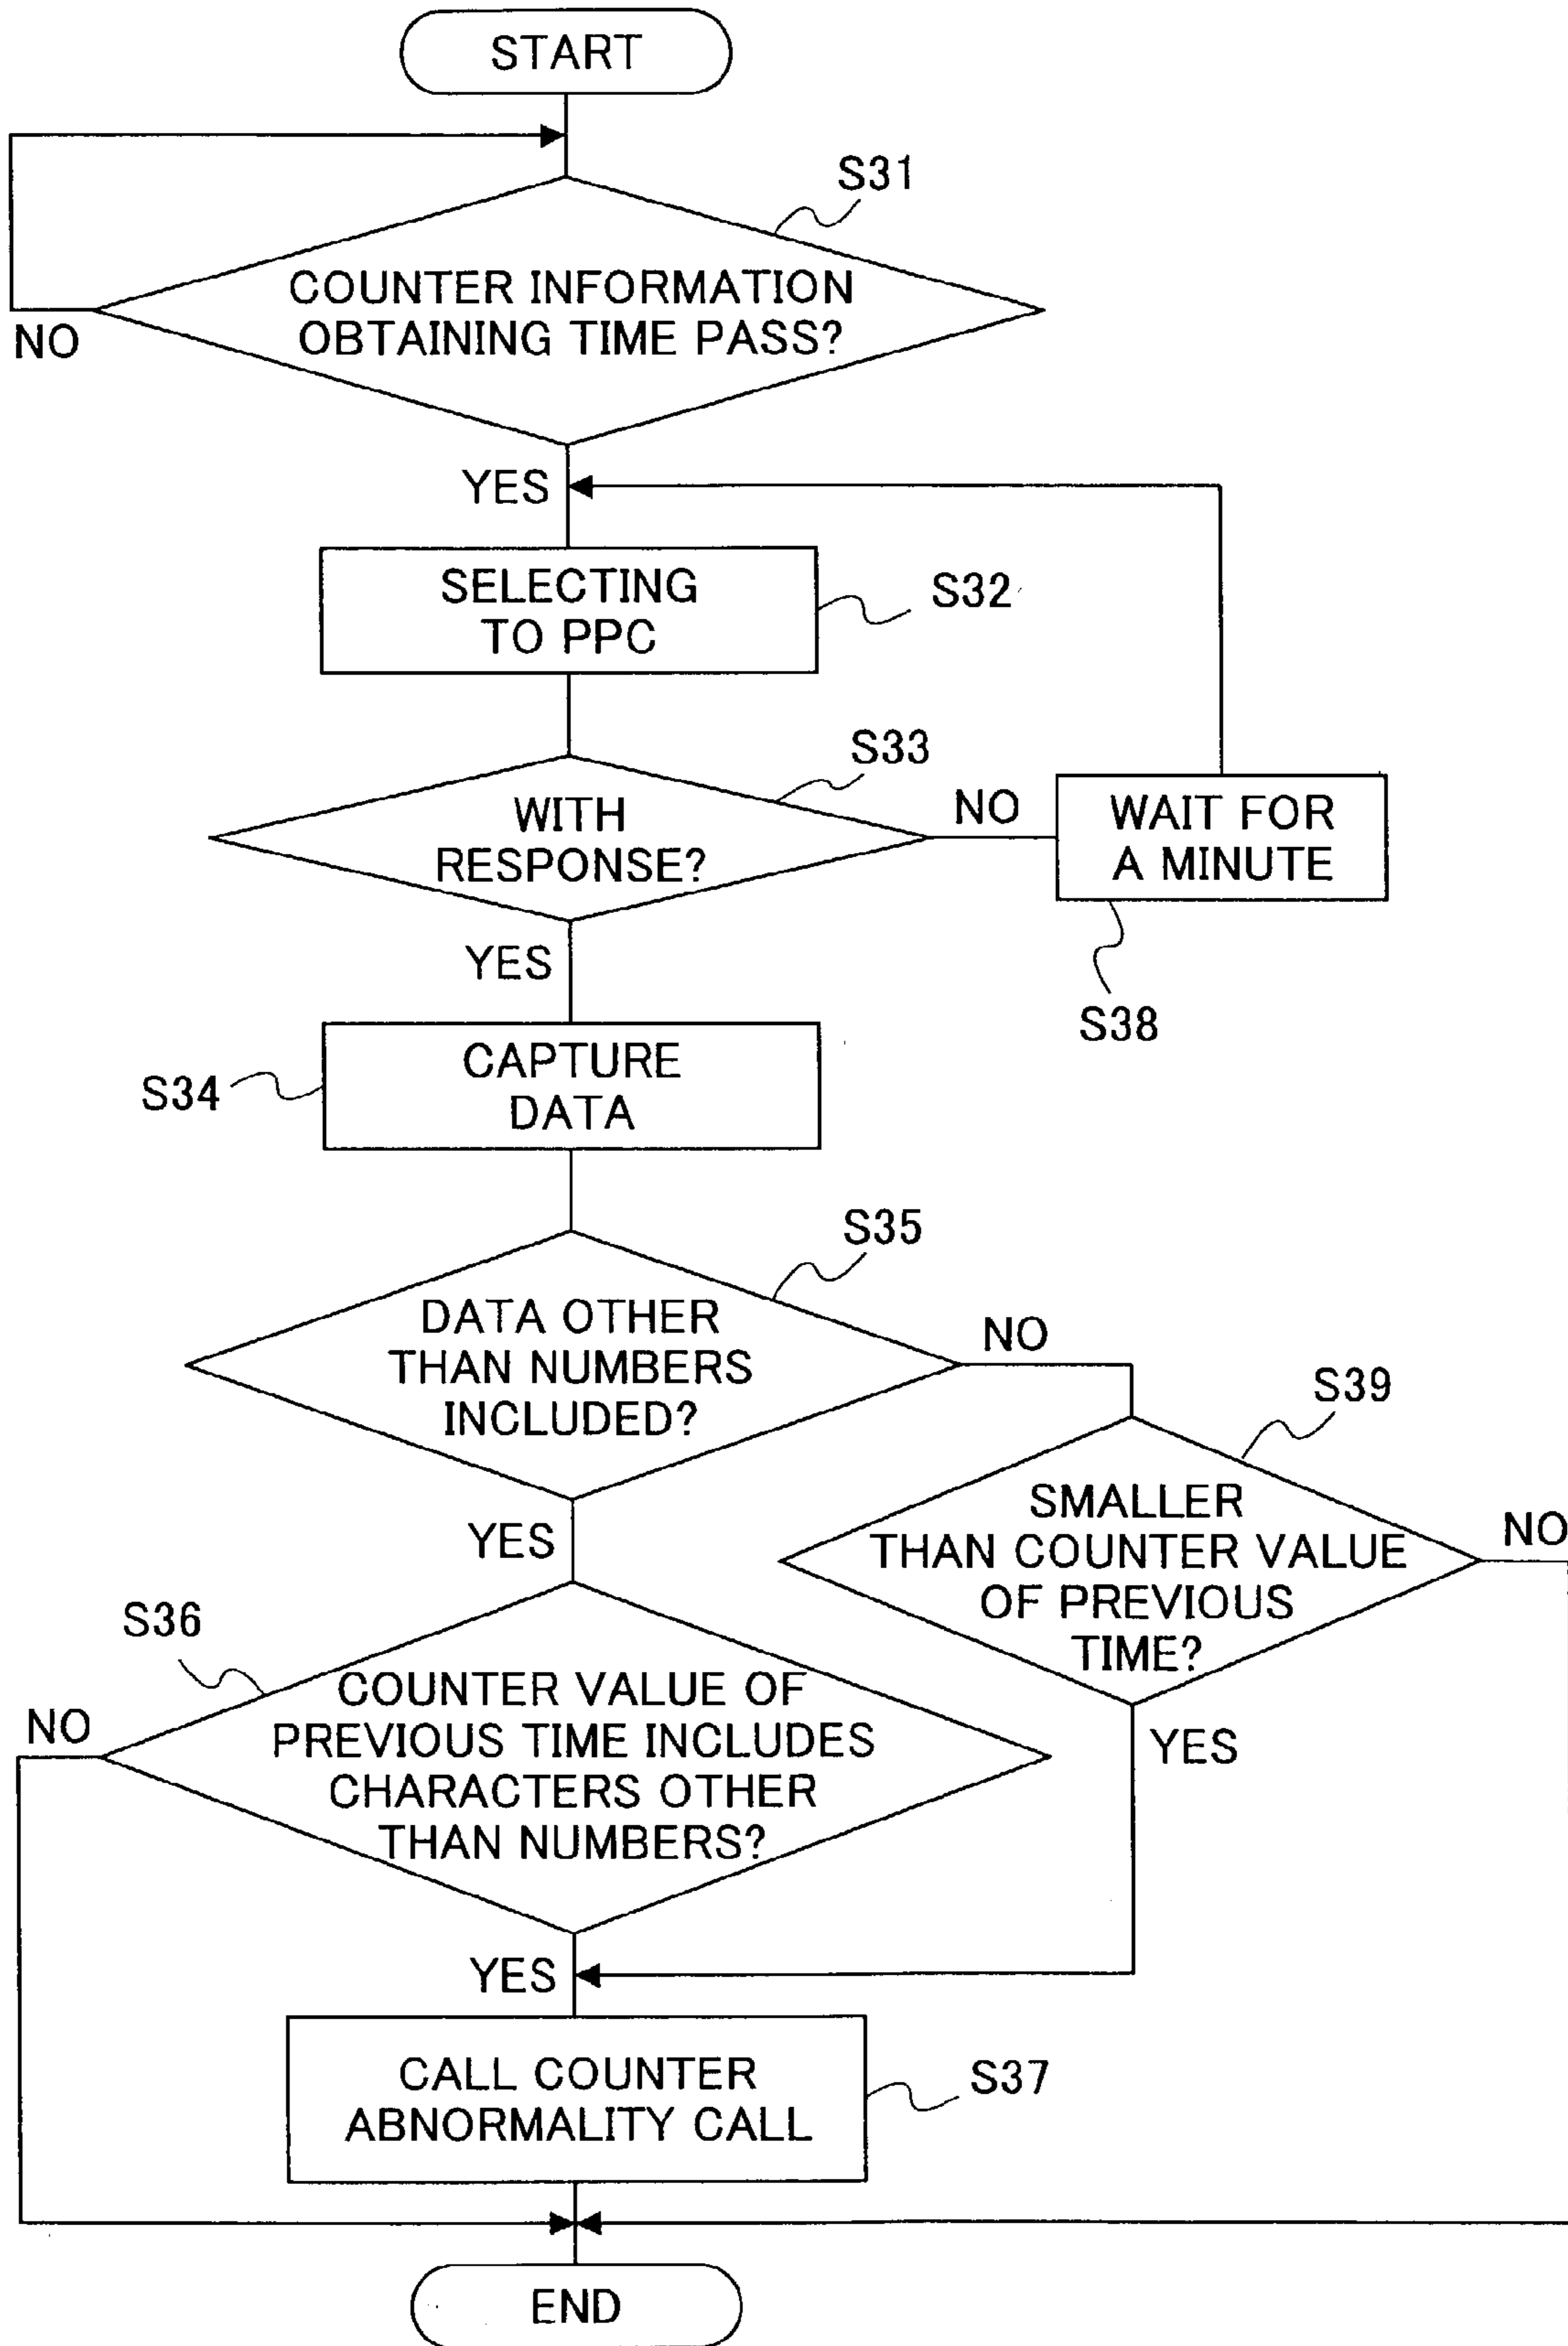 START
S31
COUNTER INFORMATION
OBTAINING TIME PASS?
NO
YES
SELECTING
TO PPC
S32
S33
WITH
RESPONSE?
NO
WAIT FOR
A MINUTE
YES
S38
CAPTURE
DATA
S34
S35
DATA OTHER
THAN NUMBERS
INCLUDED?
NO
S39
YES
SMALLER
THAN COUNTER VALUE
OF PREVIOUS
TIME?
NO
S36
COUNTER VALUE OF
PREVIOUS TIME INCLUDES
CHARACTERS OTHER
THAN NUMBERS?
NO
YES
YES
CALL COUNTER
ABNORMALITY CALL
S37
END